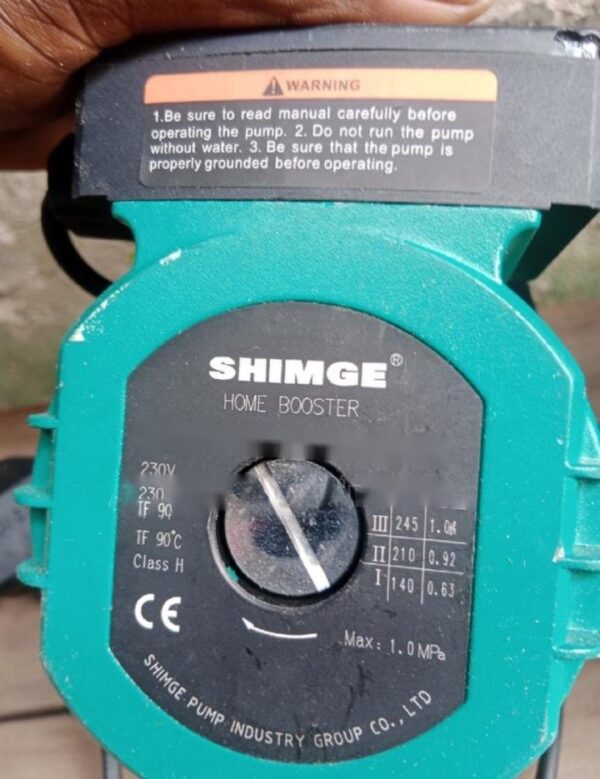 WARNING
1.Be sure to read manual carefully before
operating the pump. 2. Do not run the pump
without water. 3. Be sure that the pump is
properly grounded before operating.
SHIMGE®
HOME BOOSTER
230V
230
TF 90
TF 90°C
Class H
III 245
II 210 0.92
I 140 0.63
CE
Max: 1.0MPa
SHIMGE PUMP INDUSTRY GROUP CO., LTD